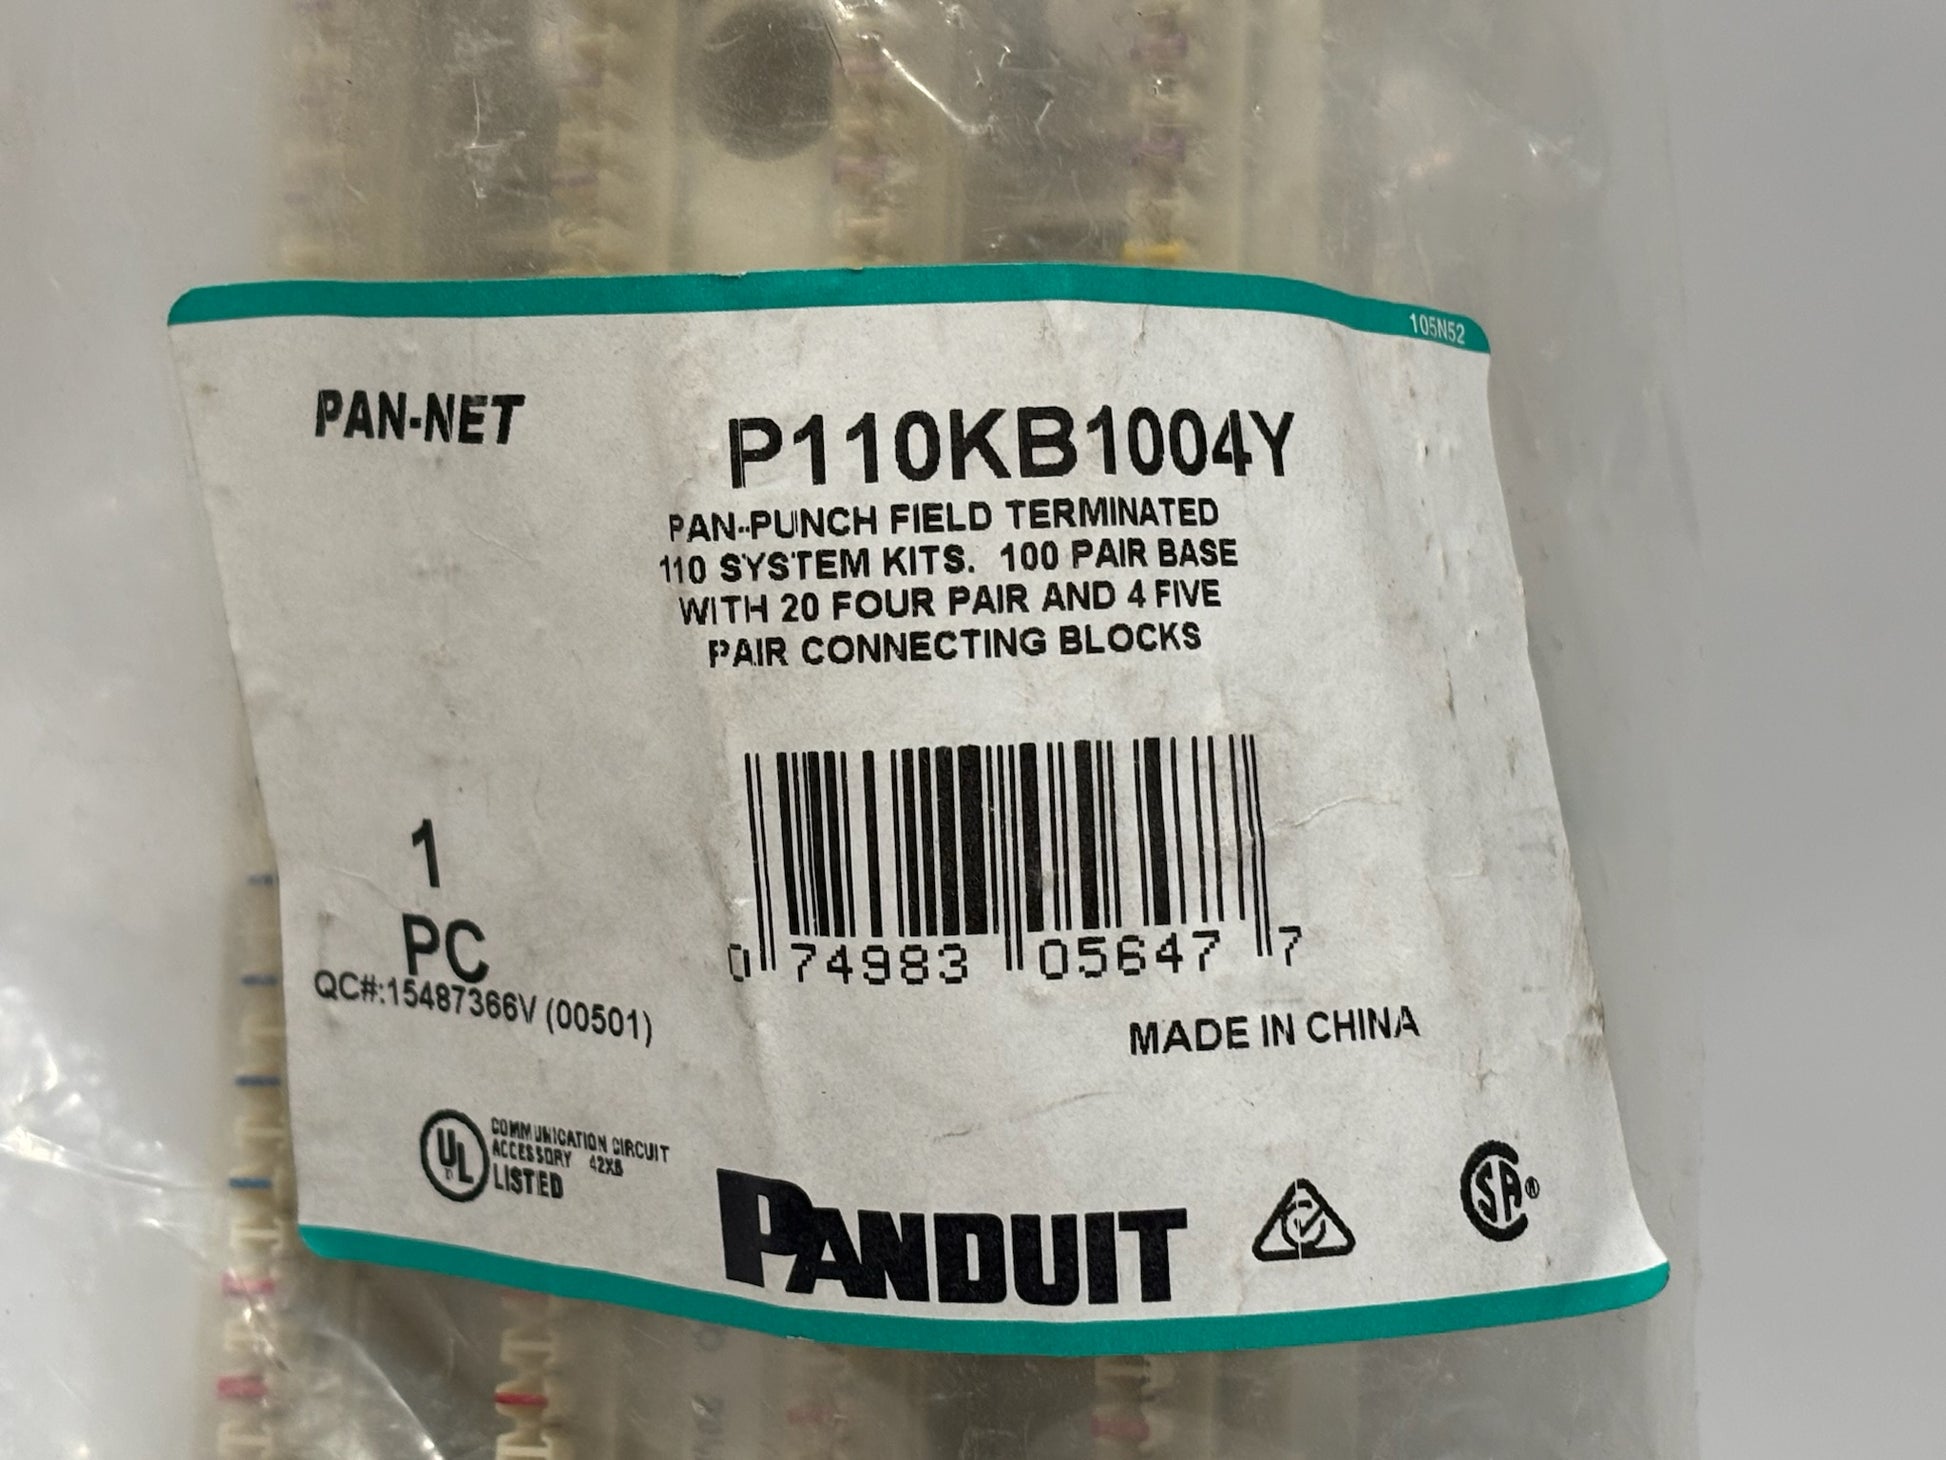 105N52
PAN-NET
P110KB1004Y
PAN-PUNCH FIELD TERMINATED
110 SYSTEM KITS. 100 PAIR BASE
WITH 20 FOUR PAIR AND 4 FIVE
PAIR CONNECTING BLOCKS
1
PC
QC#:15487366V (00501)
0 74983 05647 7
MADE IN CHINA
UL
COMMUNICATION CIRCUIT
ACCESSORY
LISTED
PANDUIT
SA®